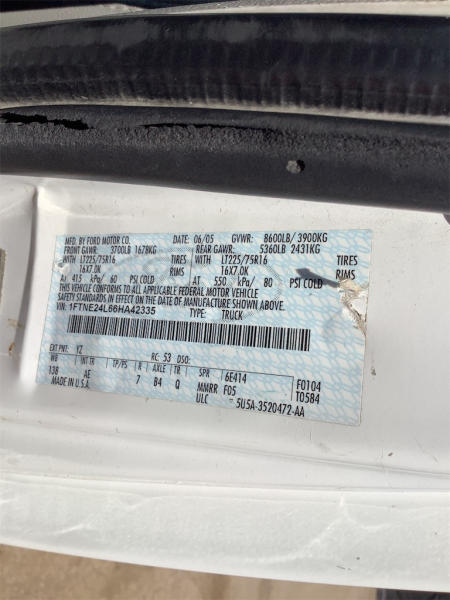 MFD. BY FORD MOTOR CO. DATE: 06/05 GVWR: 8600LB/ 3900KG
FRONT GAWR: 3700LB 1678KG REAR GAWR: 5360LB 2431KG
WITH LT225/75R16 TIRES WITH LT225/75R16 TIRES
16X7.0K RIMS 16X7.0K RIMS
At 415 kPa/ 60 PSI COLD At 550 kPa/ 80 PSI COLD
THIS VEHICLE CONFORMS TO ALL APPLICABLE FEDERAL MOTOR VEHICLE
SAFETY STANDARDS IN EFFECT ON THE DATE OF MANUFACTURE SHOWN ABOVE.
VIN: 1FTNE24L66HA42335 TYPE: TRUCK
EXT PNT: YZ RC: 53 DSO:
WB TP/PS R AXLE TR SPR 6E414 F0104
138 AE 7 B4 Q MMRR F05 T0584
MADE IN U.S.A. ULC 5U5A-3520472-AA